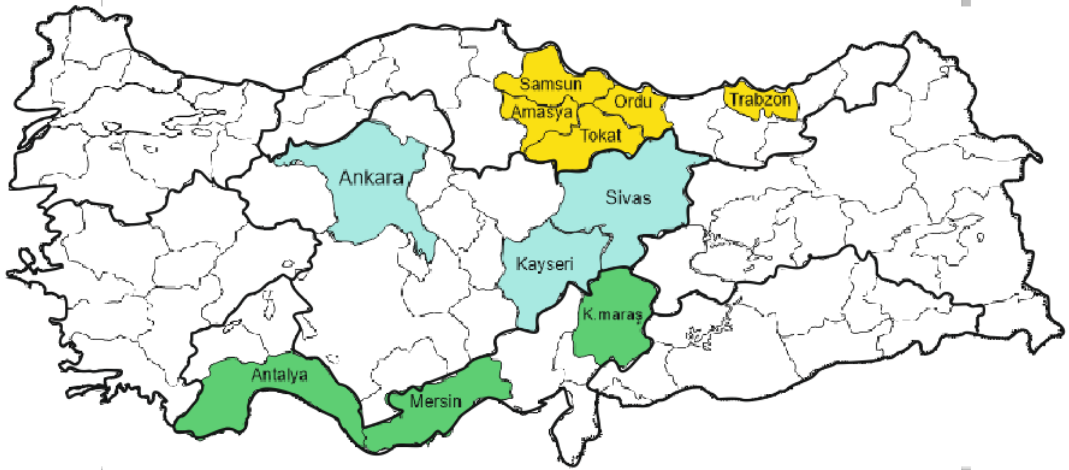 Samsun
Ordu
Trabzon
Amasya
Tokat
Ankara
Sivas
Kayseri
K.maraş
Antalya
Mersin